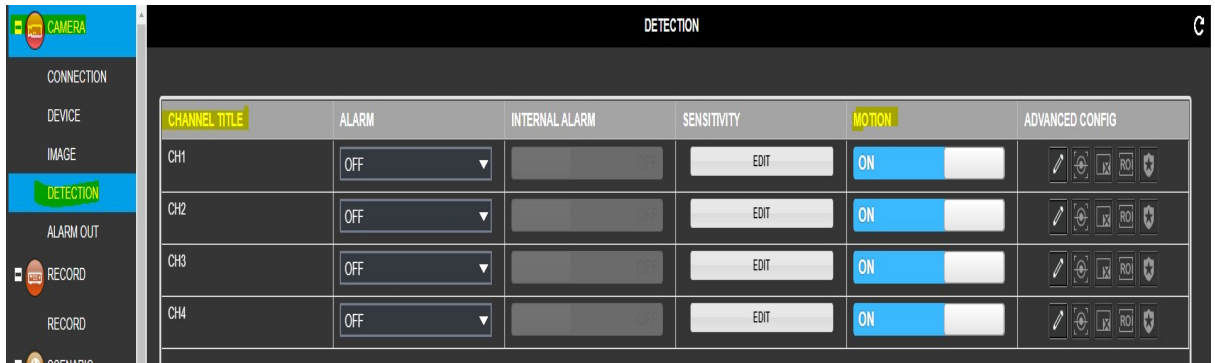 CAMERA
CONNECTION
DEVICE
IMAGE
DETECTION
ALARM OUT
RECORD
RECORD
SCENARIO
DETECTION
CHANNEL TITLE ALARM INTERNAL ALARM SENSITIVITY MOTION ADVANCED CONFIG
CH1 OFF OFF EDIT ON ROI
CH2 OFF OFF EDIT ON ROI
CH3 OFF OFF EDIT ON ROI
CH4 OFF OFF EDIT ON ROI